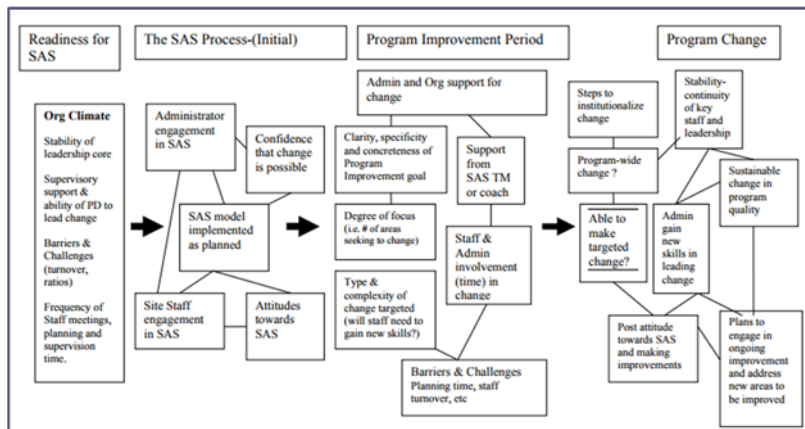 Readiness for
SAS
The SAS Process-(Initial)
Program Improvement Period
Program Change
Org Climate
Stability of
leadership core
Supervisory
support &
ability of PD to
lead change
Barriers &
Challenges
(turnover,
ratios)
Frequency of
Staff meetings,
planning and
supervision
time.
Administrator
engagement
in SAS
Confidence
that change
is possible
SAS model
implemented
as planned
Site Staff
engagement
in SAS
Attitudes
towards
SAS
Admin and Org support for
change
Clarity, specificity
and concreteness of
Program
Improvement goal
Support
from
SAS TM
or coach
Degree of focus
(i.e. # of areas
seeking to change)
Staff &
Admin
involvement
(time) in
change
Type &
complexity of
change targeted
(will staff need to
gain new skills?)
Barriers & Challenges
Planning time, staff
turnover, etc
Steps to
institutionalize
change
Stability-
continuity
of key
staff and
leadership
Program-wide
change ?
Sustainable
change in
program
quality
Able to
make
targeted
change?
Admin
gain
new
skills in
leading
change
Post attitude
towards SAS
and making
improvements
Plans to
engage in
ongoing
improvement
and address
new areas to
be improved